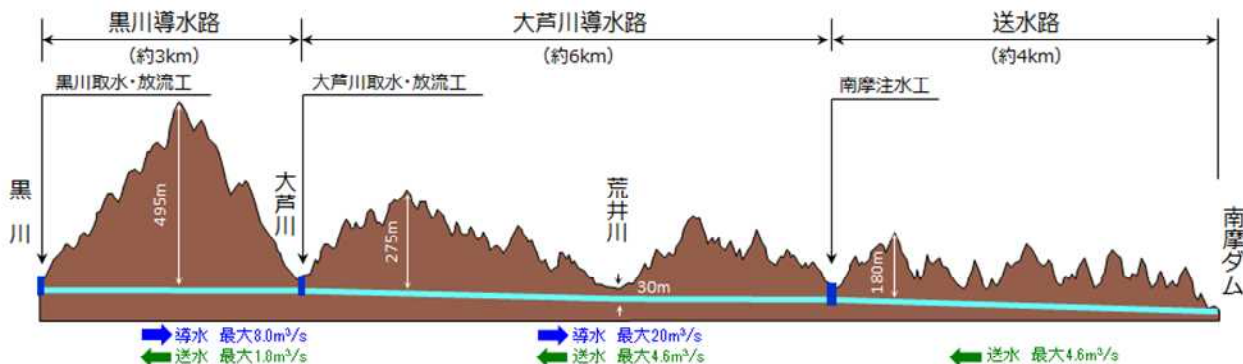 黒川導水路
大芦川導水路
送水路
(約3km)
(約6km)
(約4km)
黒川取水・放流工
大芦川取水・放流工
南摩注水工
黒川
495m
大芦川
275m
荒井川
30m
180m
南摩ダム
導水 最大8.0m³/s
送水 最大1.8m³/s
導水 最大20m³/s
送水 最大4.6m³/s
送水 最大4.6m³/s